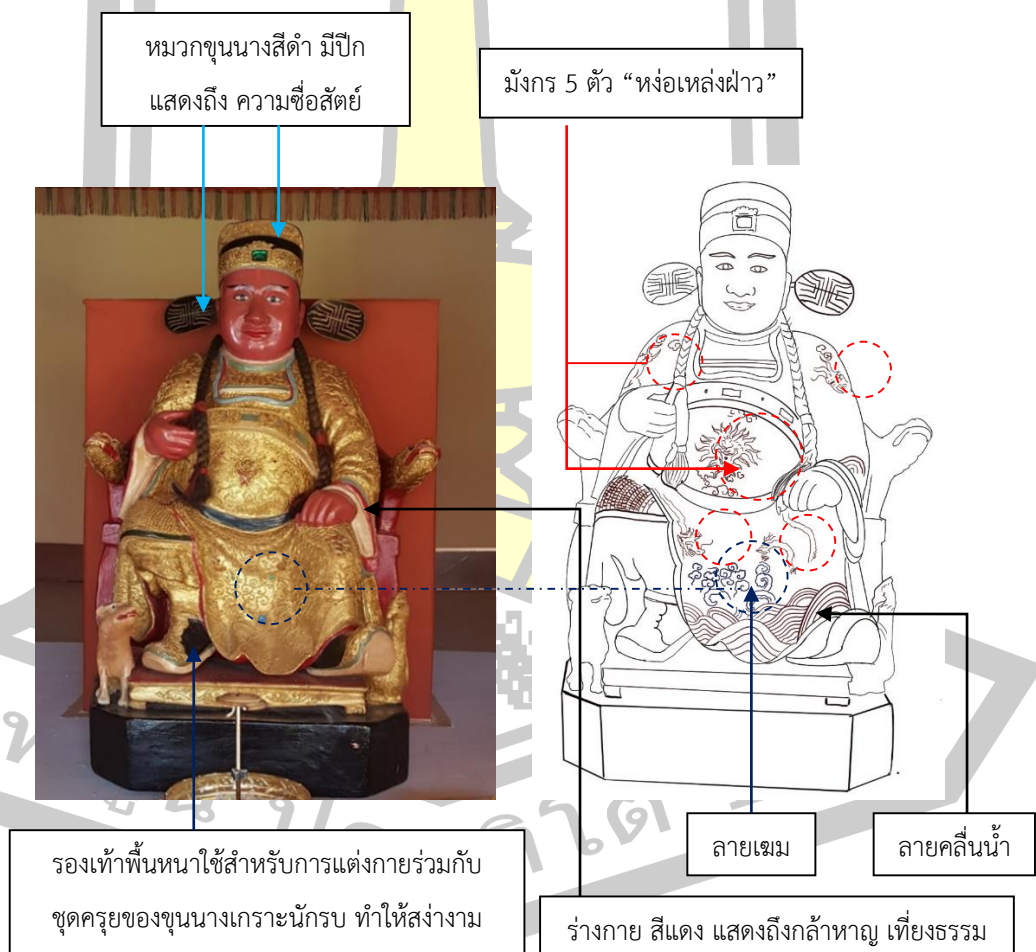 หมวกขุนนางสีดำ มีปีก
แสดงถึง ความซื่อสัตย์
มังกร 5 ตัว “หง่อเหล่งฝ่าว”
ลายเฆม
ลายคลื่นน้ำ
รองเท้าพื้นหนาใช้สำหรับการแต่งกายร่วมกับ
ชุดครุยของขุนนางเกราะนักรบ ทำให้สง่างาม
ร่างกาย สีแดง แสดงถึงกล้าหาญ เที่ยงธรรม